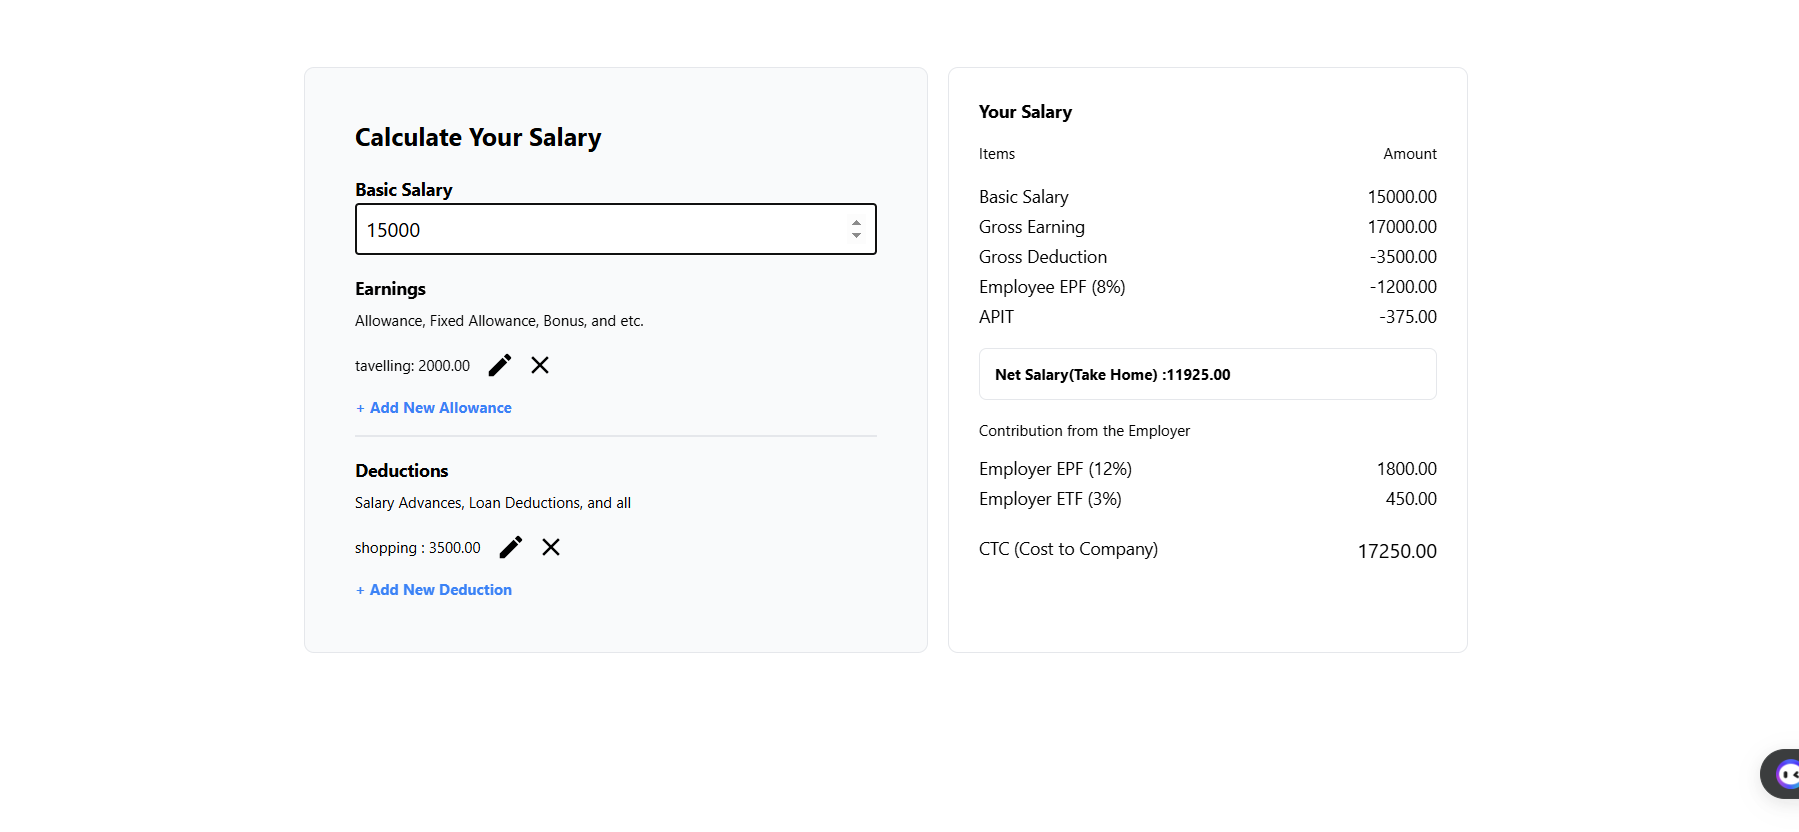 Calculate Your Salary
Basic Salary
15000
Earnings
Allowance, Fixed Allowance, Bonus, and etc.
tavelling: 2000.00
+ Add New Allowance
Deductions
Salary Advances, Loan Deductions, and all
shopping : 3500.00
+ Add New Deduction
Your Salary
Items Amount
Basic Salary 15000.00
Gross Earning 17000.00
Gross Deduction -3500.00
Employee EPF (8%) -1200.00
APIT -375.00
Net Salary(Take Home) :11925.00
Contribution from the Employer
Employer EPF (12%) 1800.00
Employer ETF (3%) 450.00
CTC (Cost to Company) 17250.00